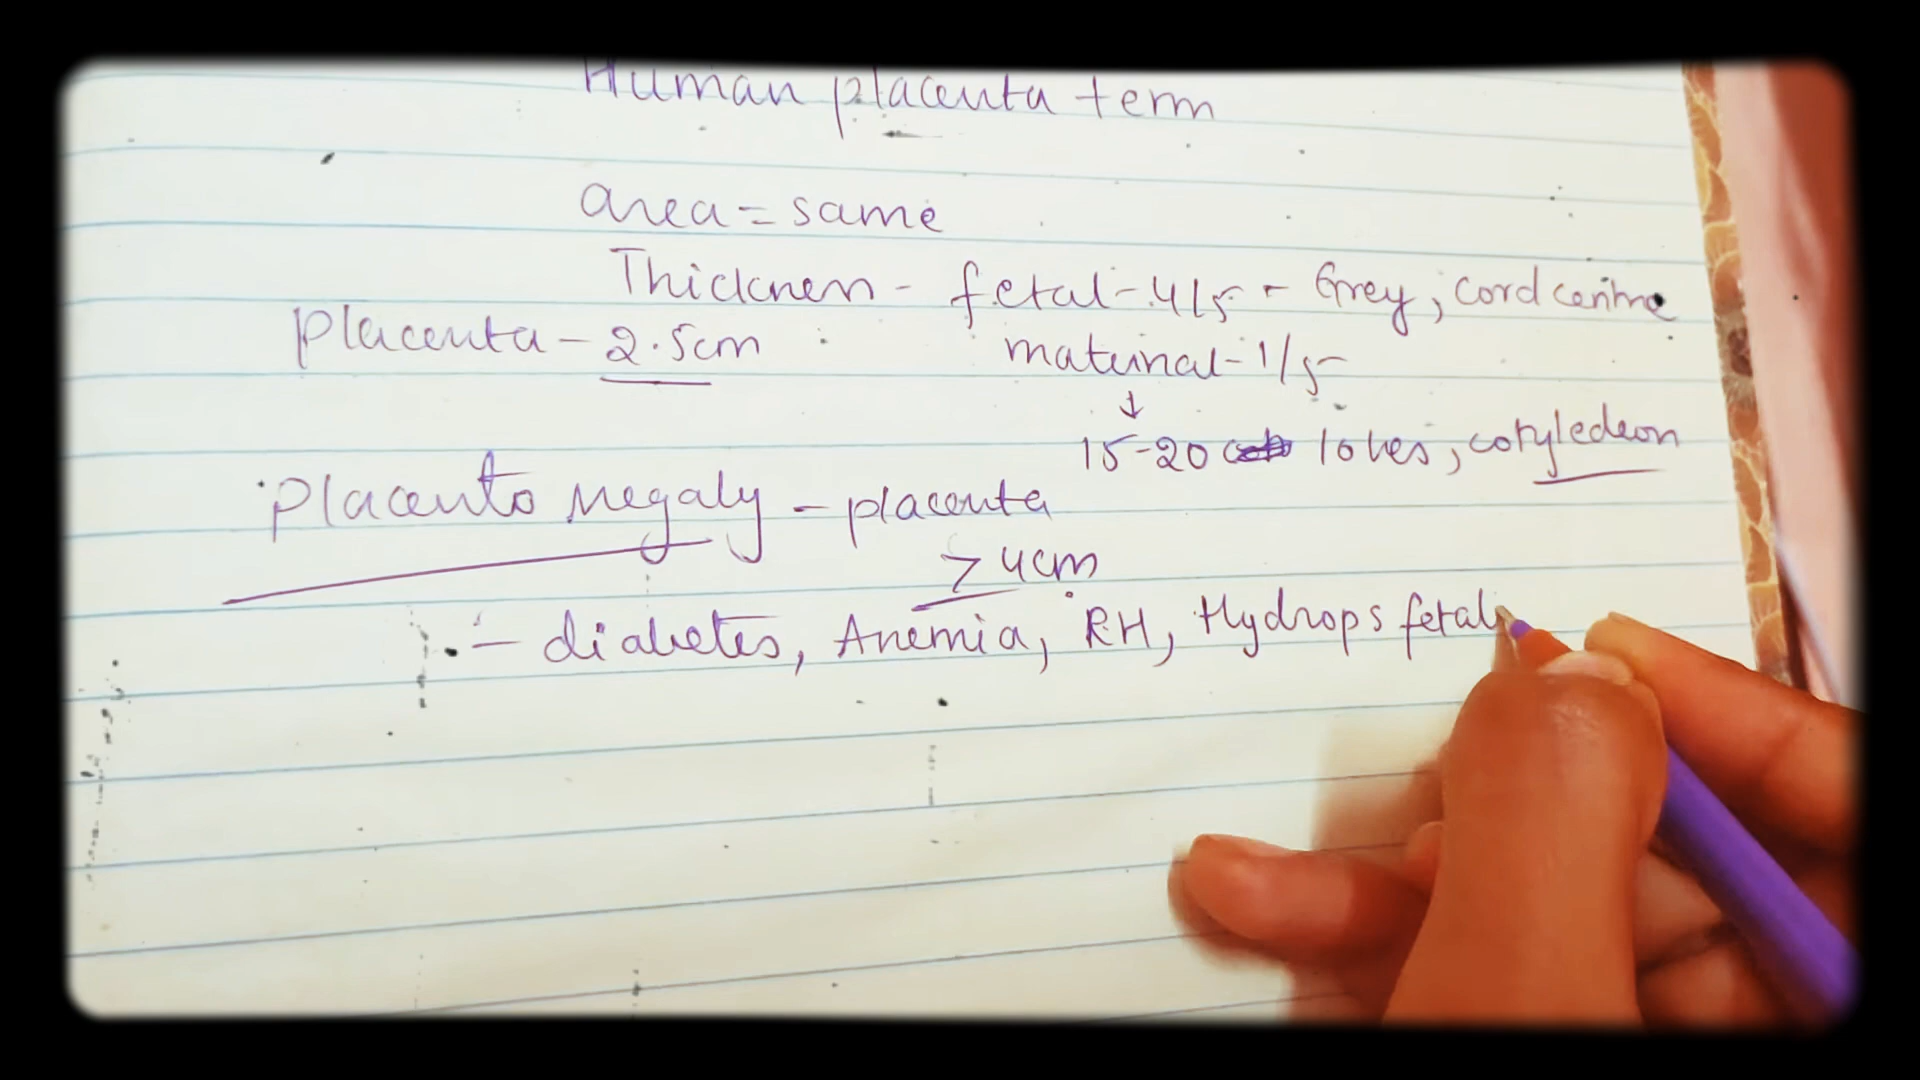 Human placenta term
area = same
Thickness - fetal - 4/5 - Grey, cord centre
placenta - 2.5cm
maternal - 1/5
↓
15-20 lobes, cotyledeon
placento megaly - placenta
> 4cm
- diabetes, Anemia, RH, Hydrops fetal